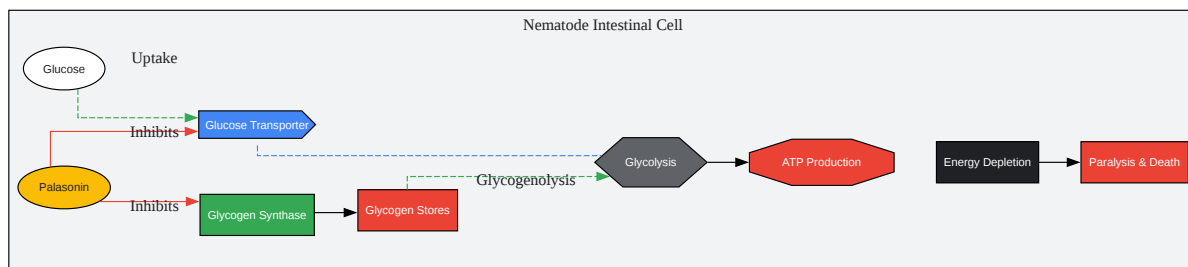 Nematode Intestinal Cell
Glucose
Uptake
Glucose Transporter
Inhibits
Glycolysis
ATP Production
Energy Depletion
Paralysis & Death
Palasonin
Glycogenolysis
Inhibits
Glycogen Synthase
Glycogen Stores